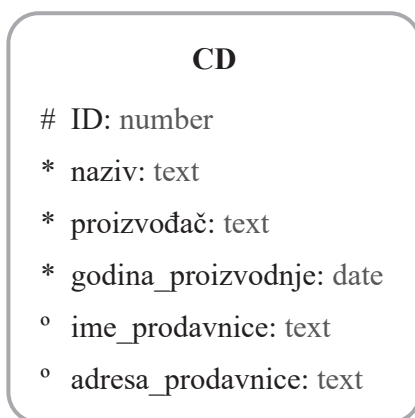 CD
# ID: number
* naziv: text
* proizvođač: text
* godina_proizvodnje: date
º ime_prodavnice: text
º adresa_prodavnice: text